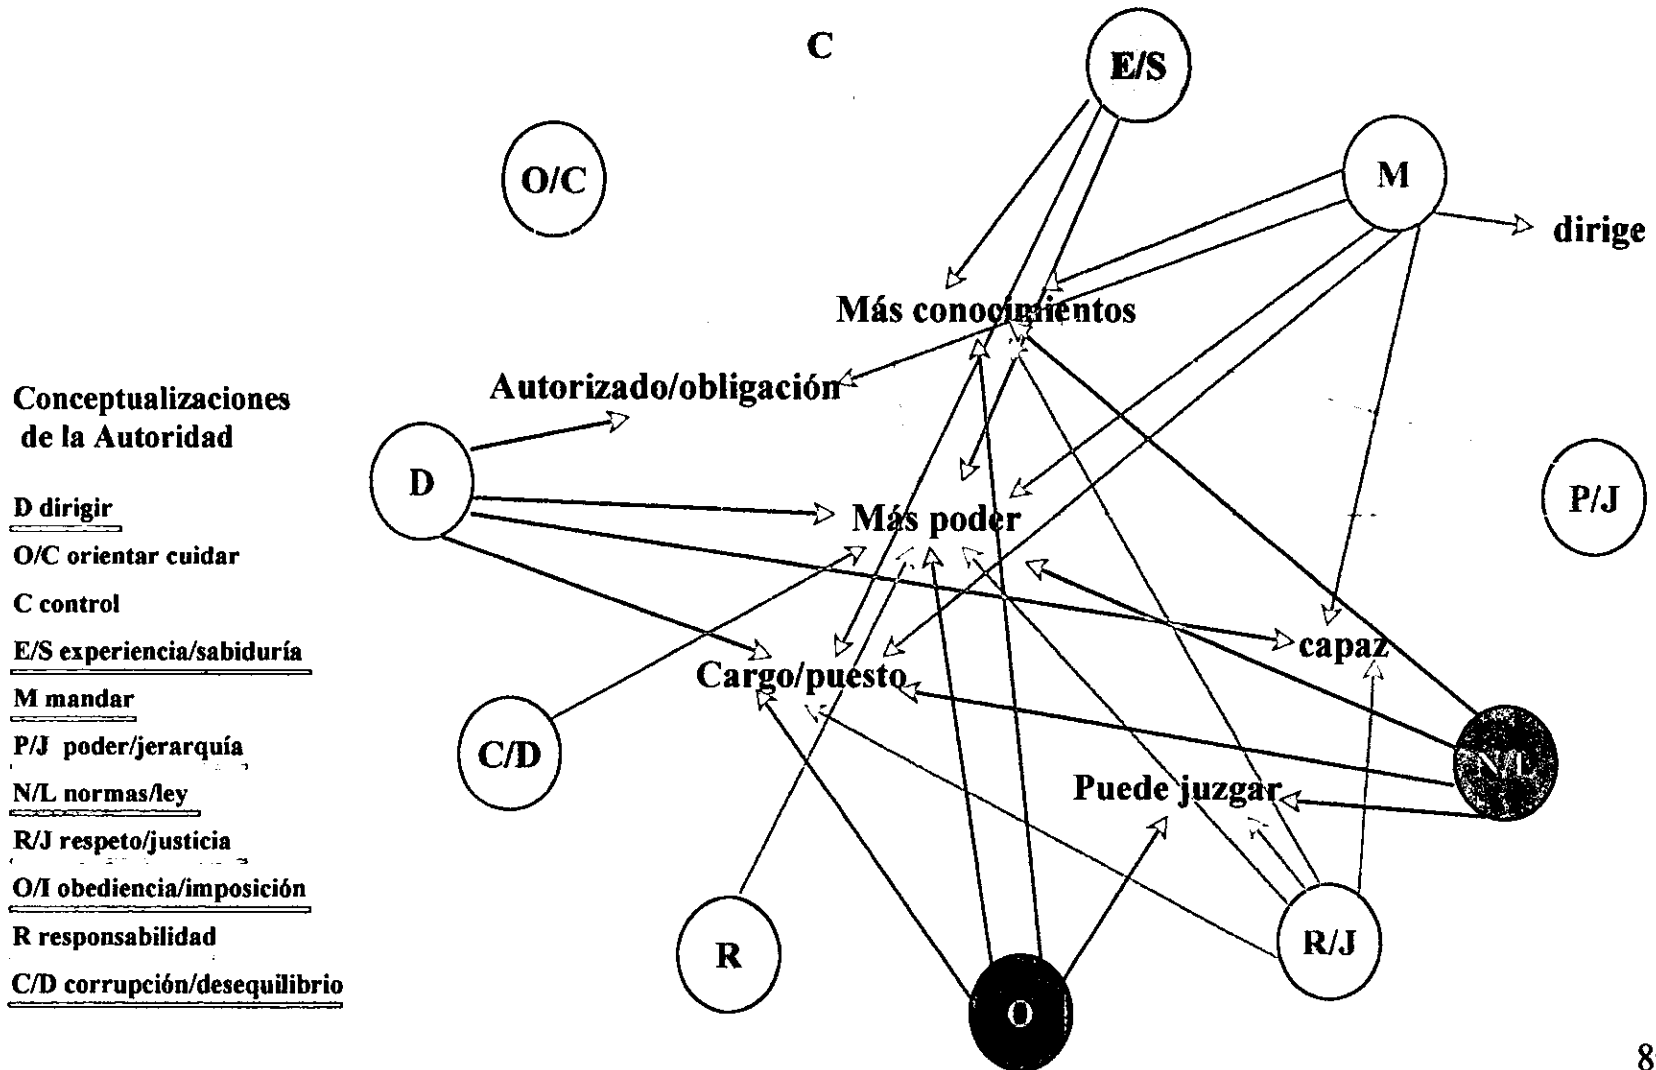 C
E/S
O/C
M
dirige
Más conocimientos
Autorizado/obligación
Conceptualizaciones
de la Autoridad
D
P/J
Más poder
D dirigir
O/C orientar cuidar
C control
E/S experiencia/sabiduría
M mandar
P/J poder/jerarquía
N/L normas/ley
R/J respeto/justicia
O/I obediencia/imposición
R responsabilidad
C/D corrupción/desequilibrio
capaz
Cargo/puesto
C/D
N/L
Puede juzgar
R
R/J
O
8